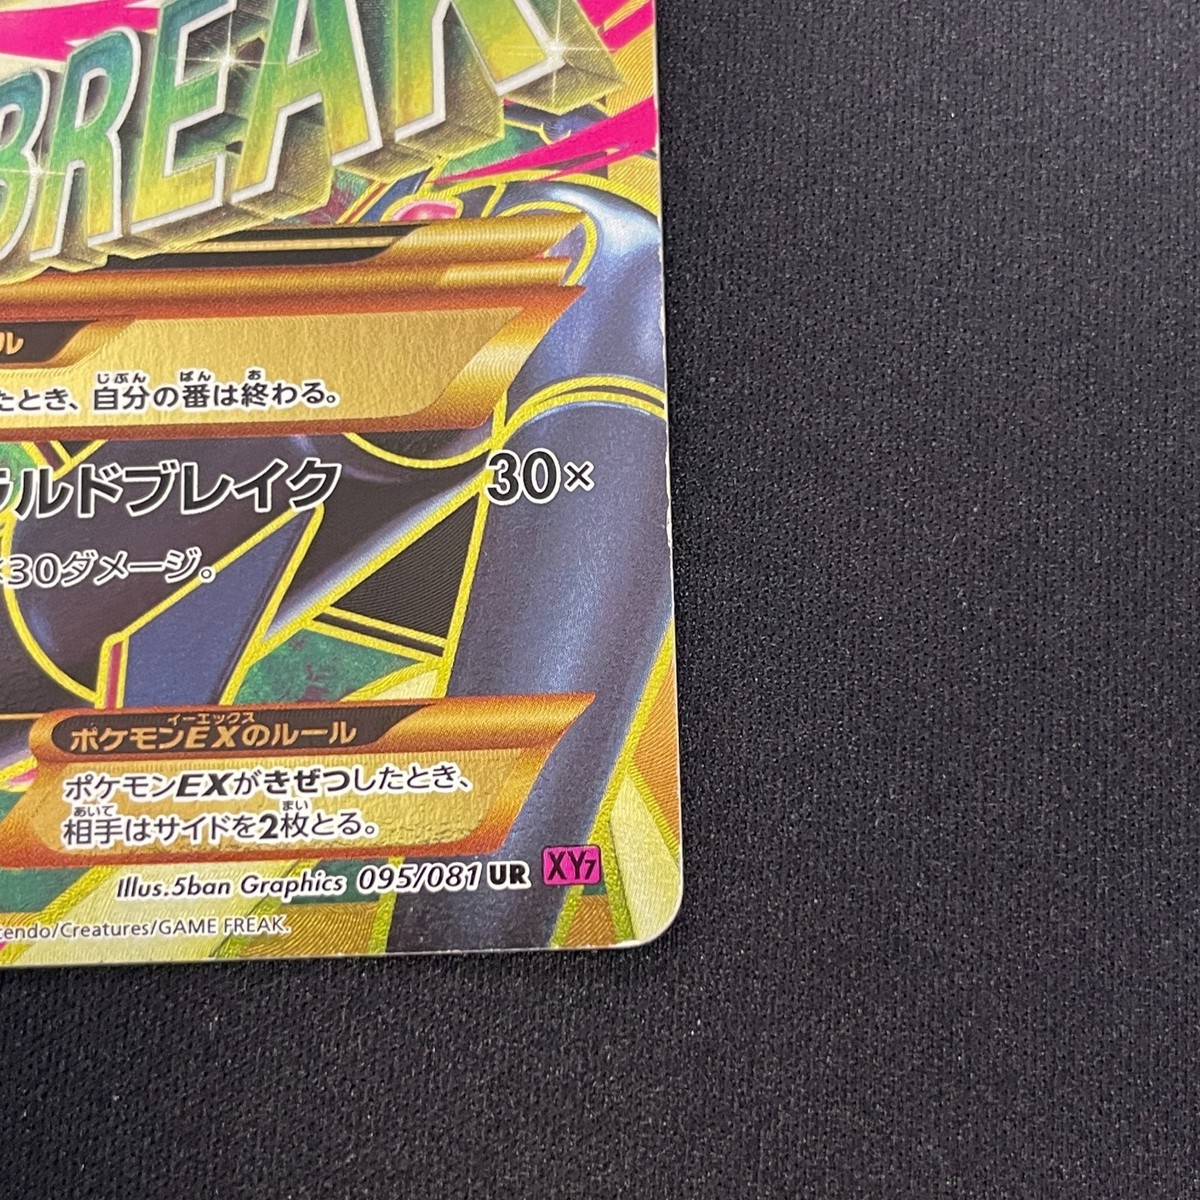 BREAK
ル
たとき、自分の番は終わる。
ラルドブレイク 30×
×30ダメージ。
ポケモンEXのルール
ポケモンEXがきぜつしたとき、
相手はサイドを2枚とる。
Illus.5ban Graphics 095/081 UR XY7
tendo/Creatures/GAME FREAK.